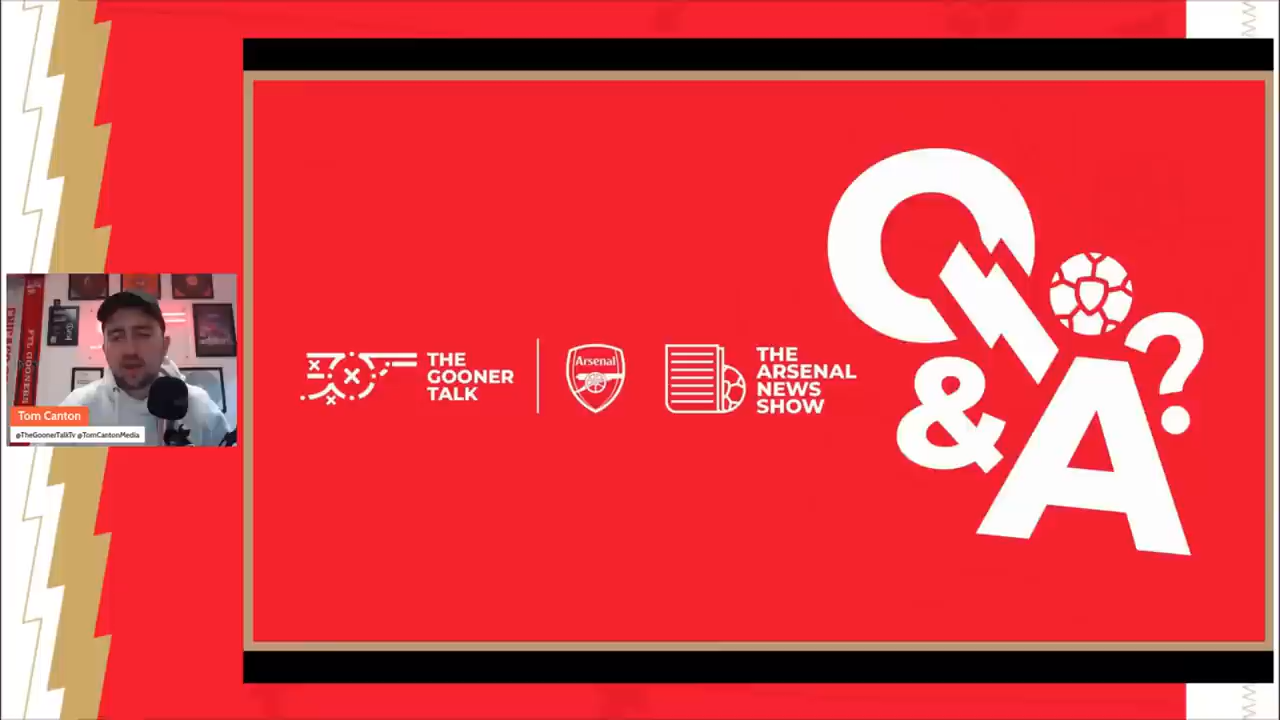 Q
&
A
?
THE
GOONER
TALK
Arsenal
THE
ARSENAL
NEWS
SHOW
Tom Canton
@TheGoonerTalkTv @TomCantonMedia